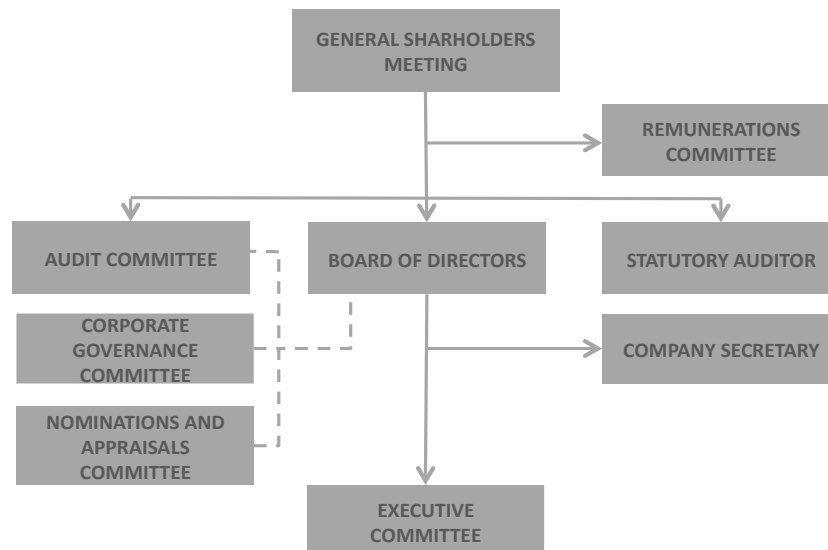 GENERAL SHARHOLDERS
MEETING
REMUNERATIONS
COMMITTEE
AUDIT COMMITTEE
BOARD OF DIRECTORS
STATUTORY AUDITOR
CORPORATE
GOVERNANCE
COMMITTEE
COMPANY SECRETARY
NOMINATIONS AND
APPRAISALS
COMMITTEE
EXECUTIVE
COMMITTEE